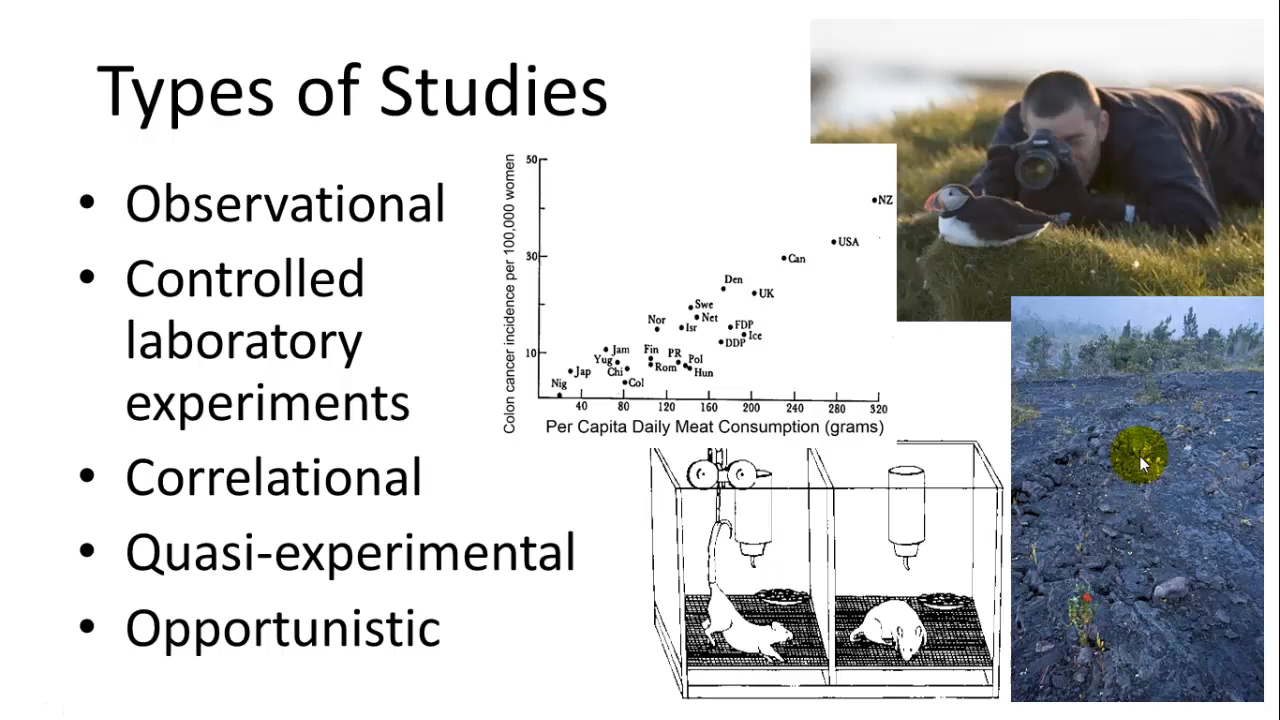 Types of Studies
• Observational
• Controlled
laboratory
experiments
• Correlational
• Quasi-experimental
• Opportunistic
Colon cancer incidence per 100,000 women
50
30
10
NZ
USA
Can
Den
UK
Swe
Net
Nor
Isr
FDP
Ice
DDP
Jam
Fin
PR
Pol
Yug
Chi
Rom
Hun
Jap
Col
Nig
40 80 120 160 200 240 280 320
Per Capita Daily Meat Consumption (grams)